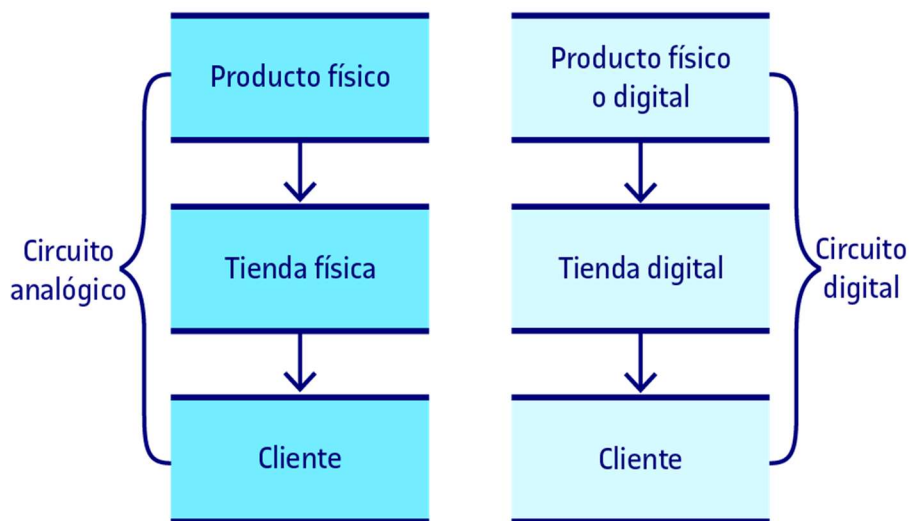 Producto físico
Producto físico
o digital
Circuito
analógico
Tienda física
Tienda digital
Circuito
digital
Cliente
Cliente